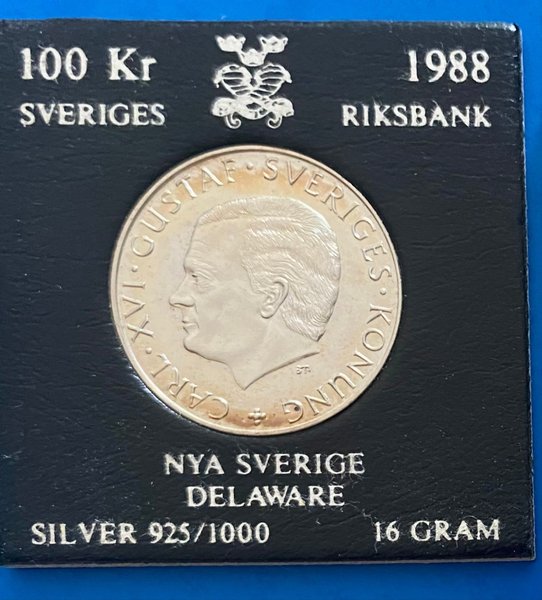 100 Kr 1988
SVERIGES RIKSBANK
CARL·XVI·GUSTAF·SVERIGES·KONUNG
NYA SVERIGE
DELAWARE
SILVER 925/1000 16 GRAM